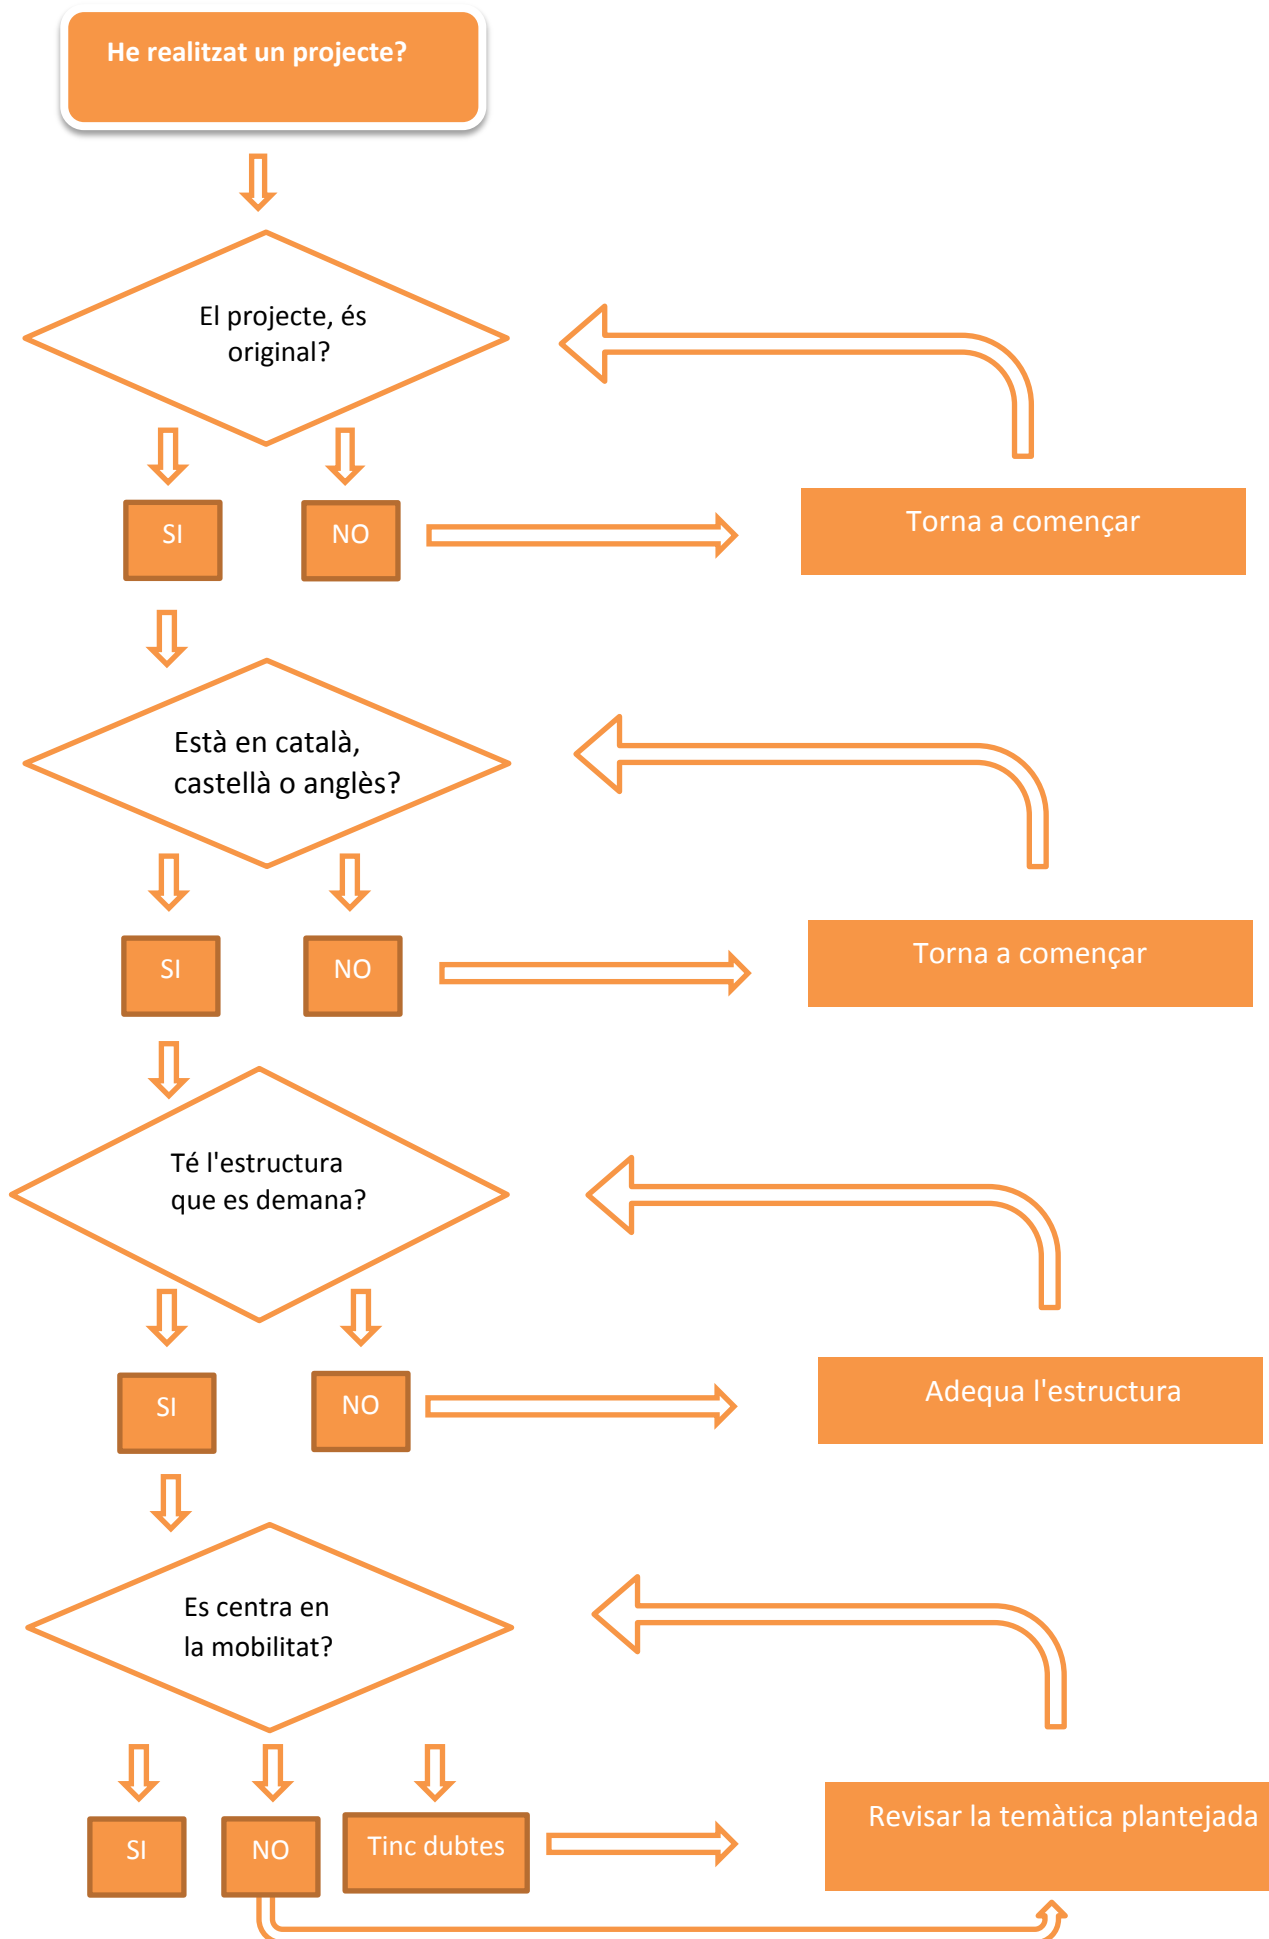 He realitzat un projecte?
El projecte, és
original?
SI
NO
Torna a començar
Està en català,
castellà o anglès?
SI
NO
Torna a començar
Té l'estructura
que es demana?
SI
NO
Adequa l'estructura
Es centra en
la mobilitat?
SI
NO
Tinc dubtes
Revisar la temàtica plantejada